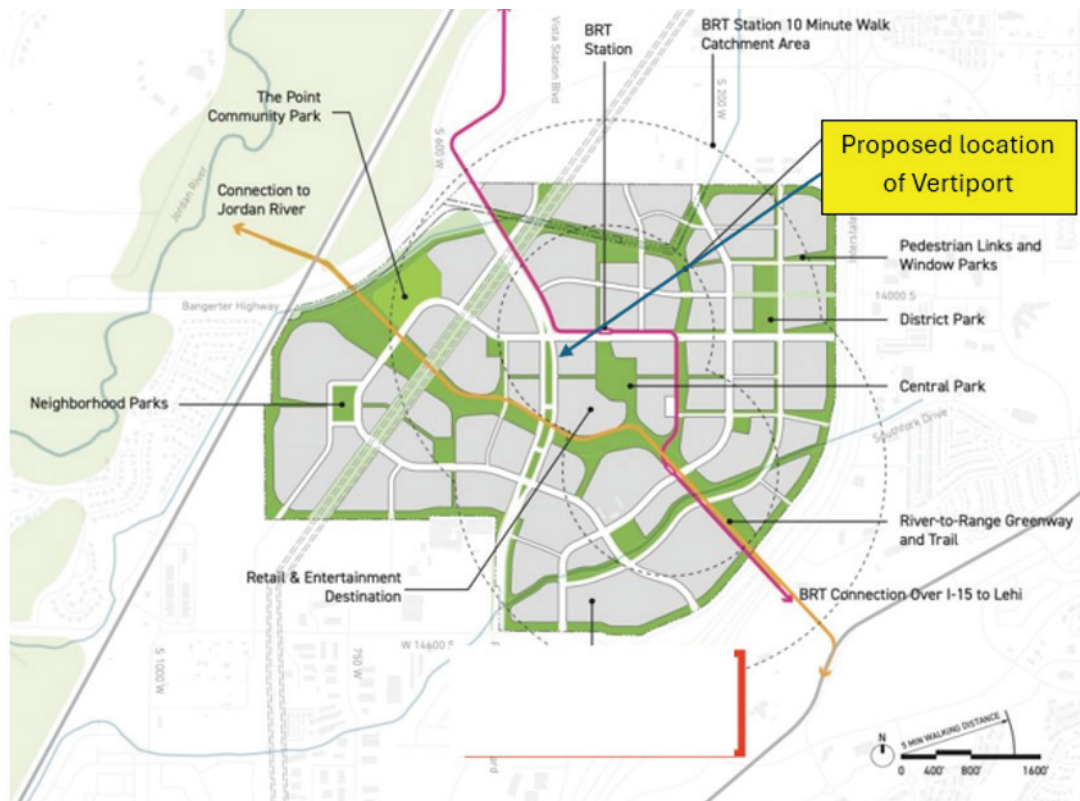 BRT
Station
BRT Station 10 Minute Walk
Catchment Area
Vista Station Blvd
S 200 W
The Point
Community Park
S 600 W
Proposed location
of Vertiport
Connection to
Jordan River
Jordan River
Interstate
Pedestrian Links and
Window Parks
Bangerter Highway
14000 S
District Park
Central Park
Neighborhood Parks
Southfork Drive
River-to-Range Greenway
and Trail
Retail & Entertainment
Destination
BRT Connection Over I-15 to Lehi
W 14600 S
S 1000 W
750 W
5 MIN WALKING DISTANCE
N
0 400' 800' 1600'